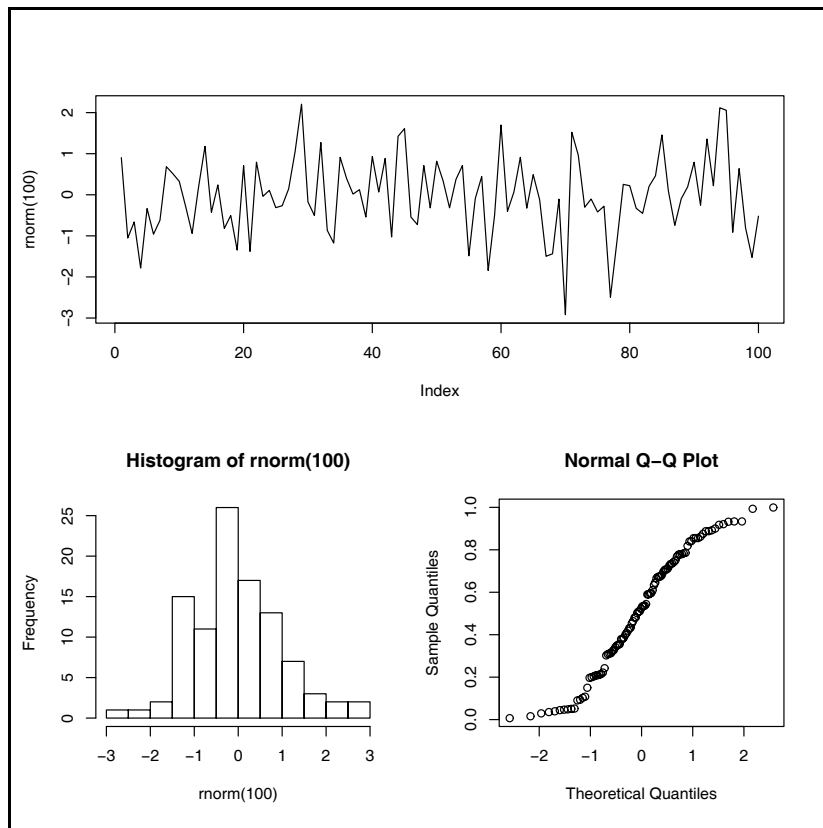 rnorm(100)
2
1
0
−1
−2
−3
0 20 40 60 80 100
Index
Histogram of rnorm(100)
Frequency
25
20
15
10
5
0
−3 −2 −1 0 1 2 3
rnorm(100)
Normal Q−Q Plot
Sample Quantiles
1.0
0.8
0.6
0.4
0.2
0.0
−2 −1 0 1 2
Theoretical Quantiles